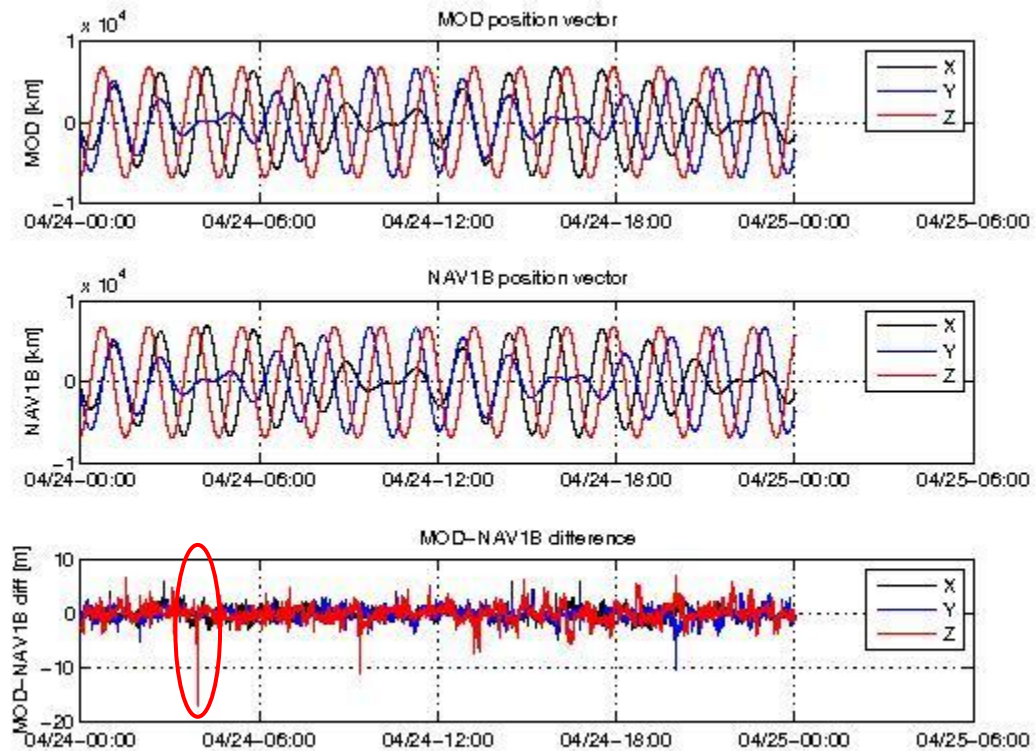 MOD position vector
x 10^4
1
0
−1
MOD [km]
X
Y
Z
04/24−00:00 04/24−06:00 04/24−12:00 04/24−18:00 04/25−00:00 04/25−06:00
NAV1B position vector
x 10^4
1
0
−1
NAV1B [km]
X
Y
Z
04/24−00:00 04/24−06:00 04/24−12:00 04/24−18:00 04/25−00:00 04/25−06:00
MOD−NAV1B difference
10
0
−10
−20
MOD−NAV1B diff [m]
X
Y
Z
04/24−00:00 04/24−06:00 04/24−12:00 04/24−18:00 04/25−00:00 04/25−06:00